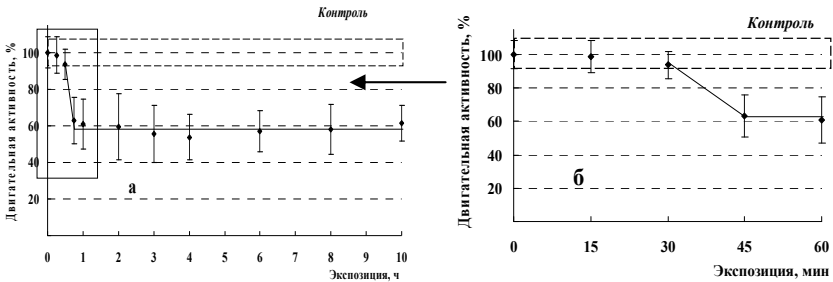 Контроль
Двигательная активность, %
100
80
60
40
20
а
0 1 2 3 4 5 6 7 8 9 10
Экспозиция, ч
Контроль
Двигательная активность, %
100
80
60
40
20
б
0 15 30 45 60
Экспозиция, мин